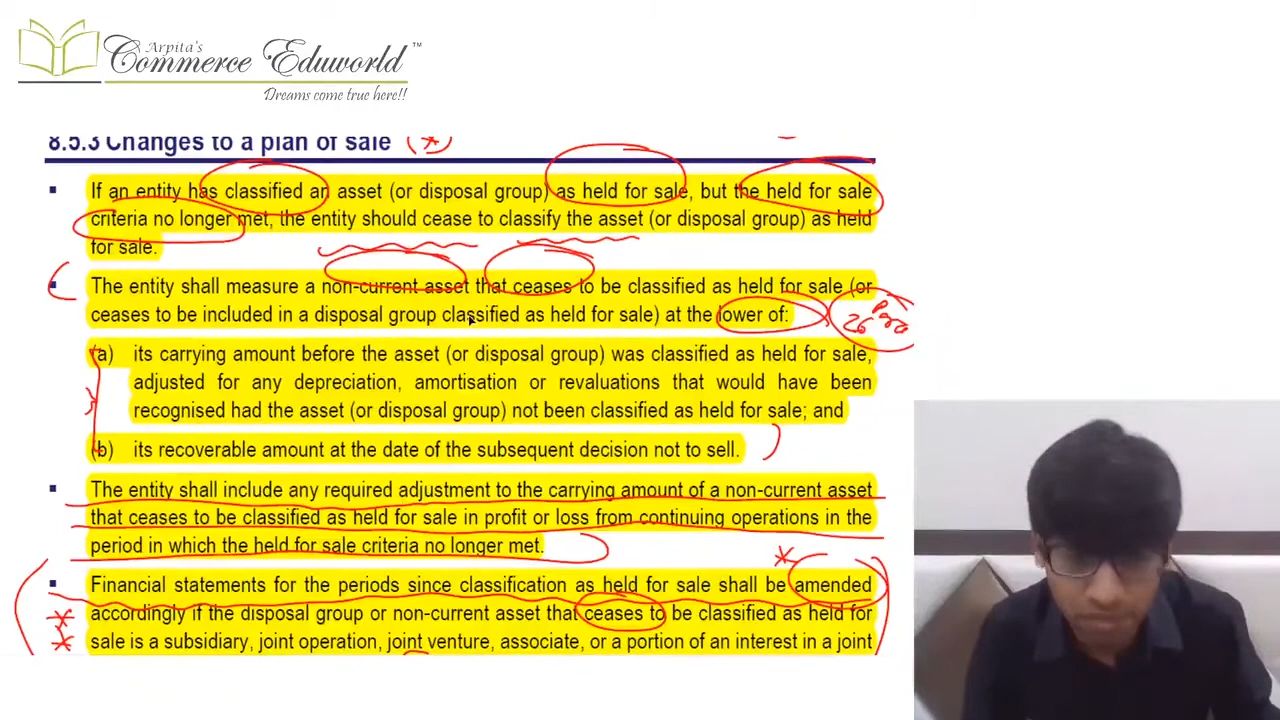 Arpita's
Commerce Eduworld™
Dreams come true here!!
8.5.3 Changes to a plan of sale (*)
▪ If an entity has classified an asset (or disposal group) as held for sale, but the held for sale
criteria no longer met, the entity should cease to classify the asset (or disposal group) as held
for sale.
▪ The entity shall measure a non-current asset that ceases to be classified as held for sale (or
ceases to be included in a disposal group classified as held for sale) at the lower of:
26 para
(a) its carrying amount before the asset (or disposal group) was classified as held for sale,
adjusted for any depreciation, amortisation or revaluations that would have been
recognised had the asset (or disposal group) not been classified as held for sale; and
(b) its recoverable amount at the date of the subsequent decision not to sell.
▪ The entity shall include any required adjustment to the carrying amount of a non-current asset
that ceases to be classified as held for sale in profit or loss from continuing operations in the
period in which the held for sale criteria no longer met.
▪ Financial statements for the periods since classification as held for sale shall be amended
accordingly if the disposal group or non-current asset that ceases to be classified as held for
sale is a subsidiary, joint operation, joint venture, associate, or a portion of an interest in a joint